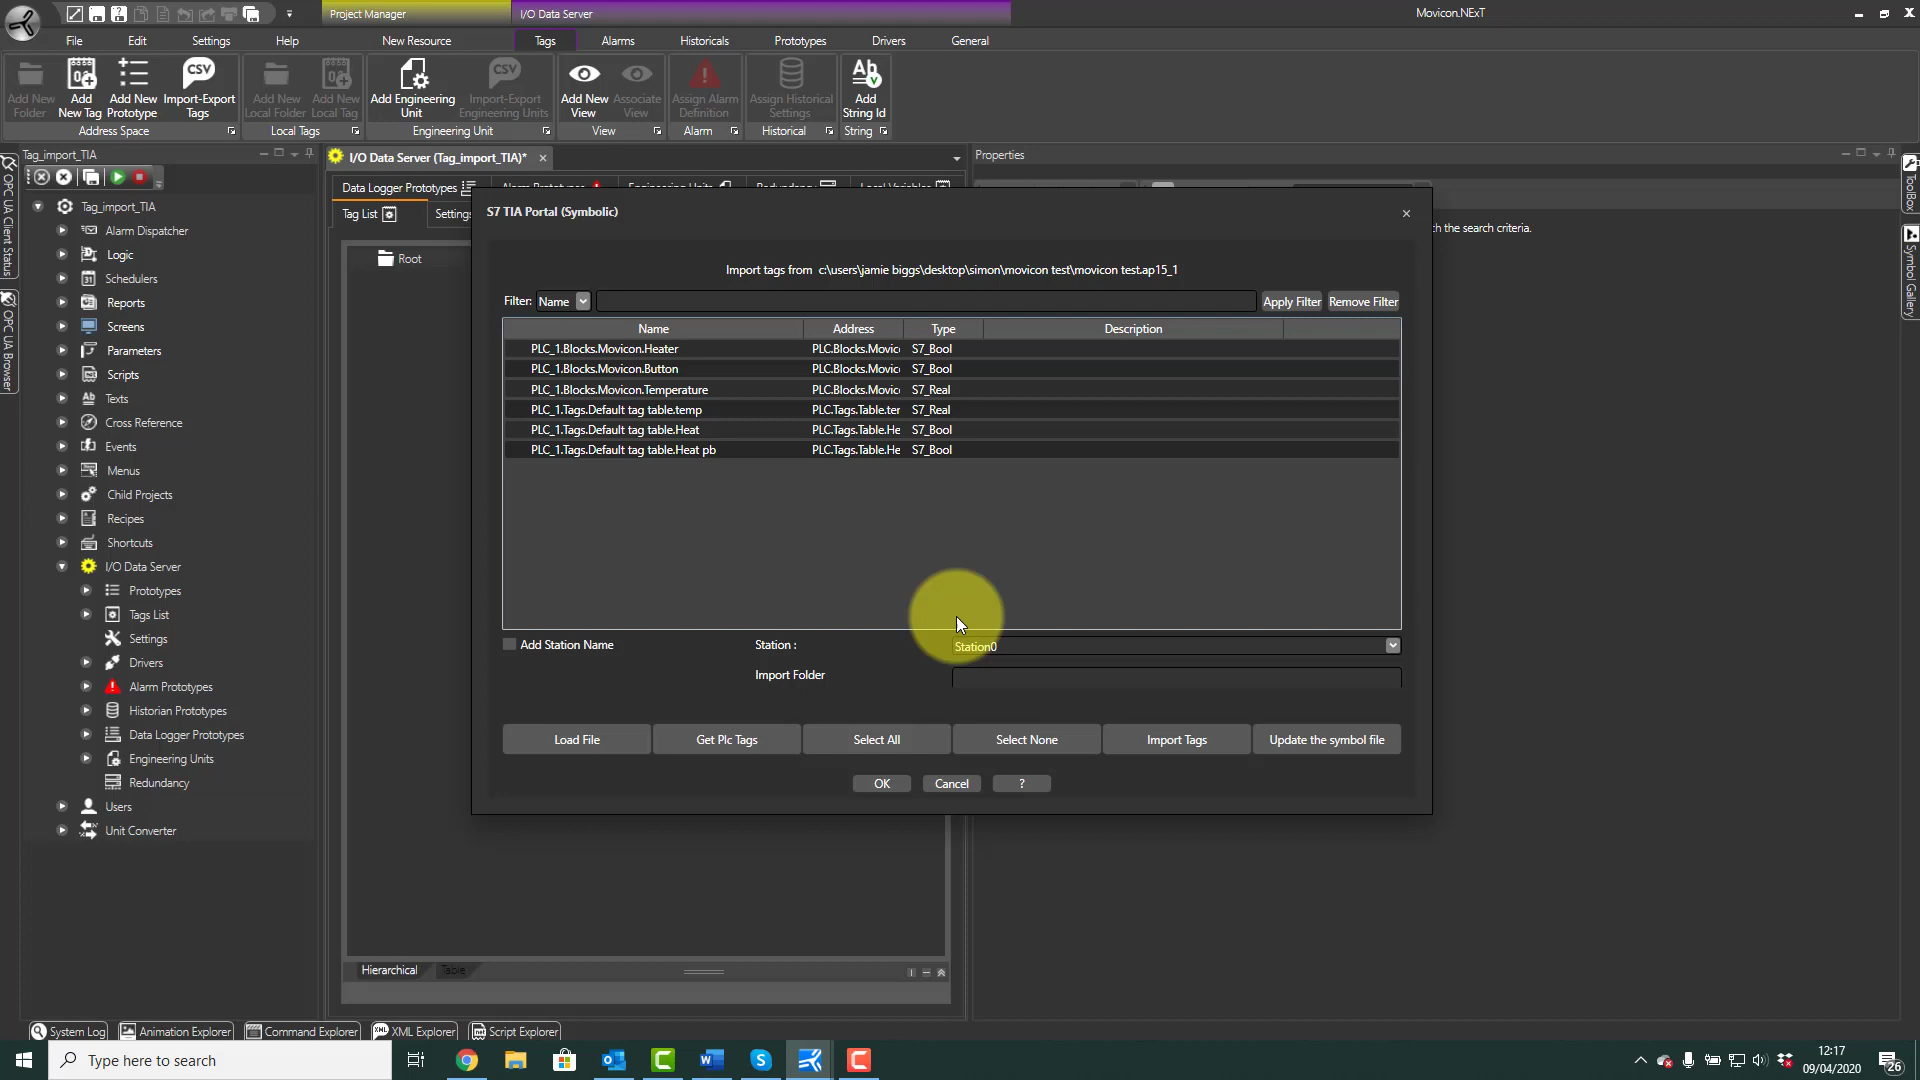 Project Manager
I/O Data Server
Movicon.NExT
File
Edit
Settings
Help
New Resource
Tags
Alarms
Historicals
Prototypes
Drivers
General
Add New Folder
Add New Tag
Add New Prototype
Import-Export Tags
Add New Local Folder
Add New Local Tag
Add Engineering Unit
Import-Export Engineering Units
Add New View
Associate View
Assign Alarm Definition
Assign Historical Settings
Add String Id
Address Space
Local Tags
Engineering Unit
View
Alarm
Historical
String
Tag_import_TIA
I/O Data Server (Tag_import_TIA)*
Properties
OPC UA Client Status
OPC UA Browser
ToolBox
Symbol Gallery
Tag_import_TIA
Alarm Dispatcher
Logic
Schedulers
Reports
Screens
Parameters
Scripts
Texts
Cross Reference
Events
Menus
Child Projects
Recipes
Shortcuts
I/O Data Server
Prototypes
Tags List
Settings
Drivers
Alarm Prototypes
Historian Prototypes
Data Logger Prototypes
Engineering Units
Redundancy
Users
Unit Converter
Data Logger Prototypes
Tag List
Settings
Root
h the search criteria.
S7 TIA Portal (Symbolic)
Import tags from c:\users\jamie biggs\desktop\simon\movicon test\movicon test.ap15_1
Filter: Name
Apply Filter
Remove Filter
Name Address Type Description
PLC_1.Blocks.Movicon.Heater PLC.Blocks.Movic S7_Bool
PLC_1.Blocks.Movicon.Button PLC.Blocks.Movic S7_Bool
PLC_1.Blocks.Movicon.Temperature PLC.Blocks.Movic S7_Real
PLC_1.Tags.Default tag table.temp PLC.Tags.Table.ter S7_Real
PLC_1.Tags.Default tag table.Heat PLC.Tags.Table.He S7_Bool
PLC_1.Tags.Default tag table.Heat pb PLC.Tags.Table.He S7_Bool
Add Station Name
Station :
Station0
Import Folder
Load File
Get Plc Tags
Select All
Select None
Import Tags
Update the symbol file
OK
Cancel
?
Hierarchical
Table
System Log
Animation Explorer
Command Explorer
XML Explorer
Script Explorer
Type here to search
12:17
09/04/2020
26